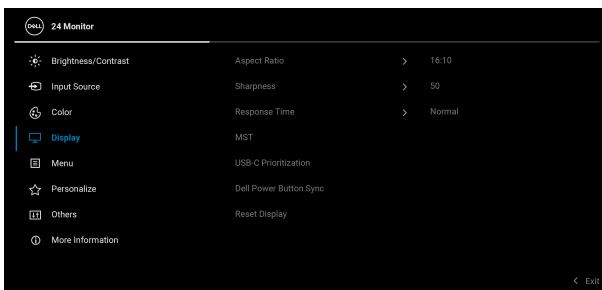 DELL 24 Monitor
Brightness/Contrast Aspect Ratio > 16:10
Input Source Sharpness > 50
Color Response Time > Normal
Display MST
Menu USB-C Prioritization
Personalize Dell Power Button Sync
Others Reset Display
More Information
< Exit